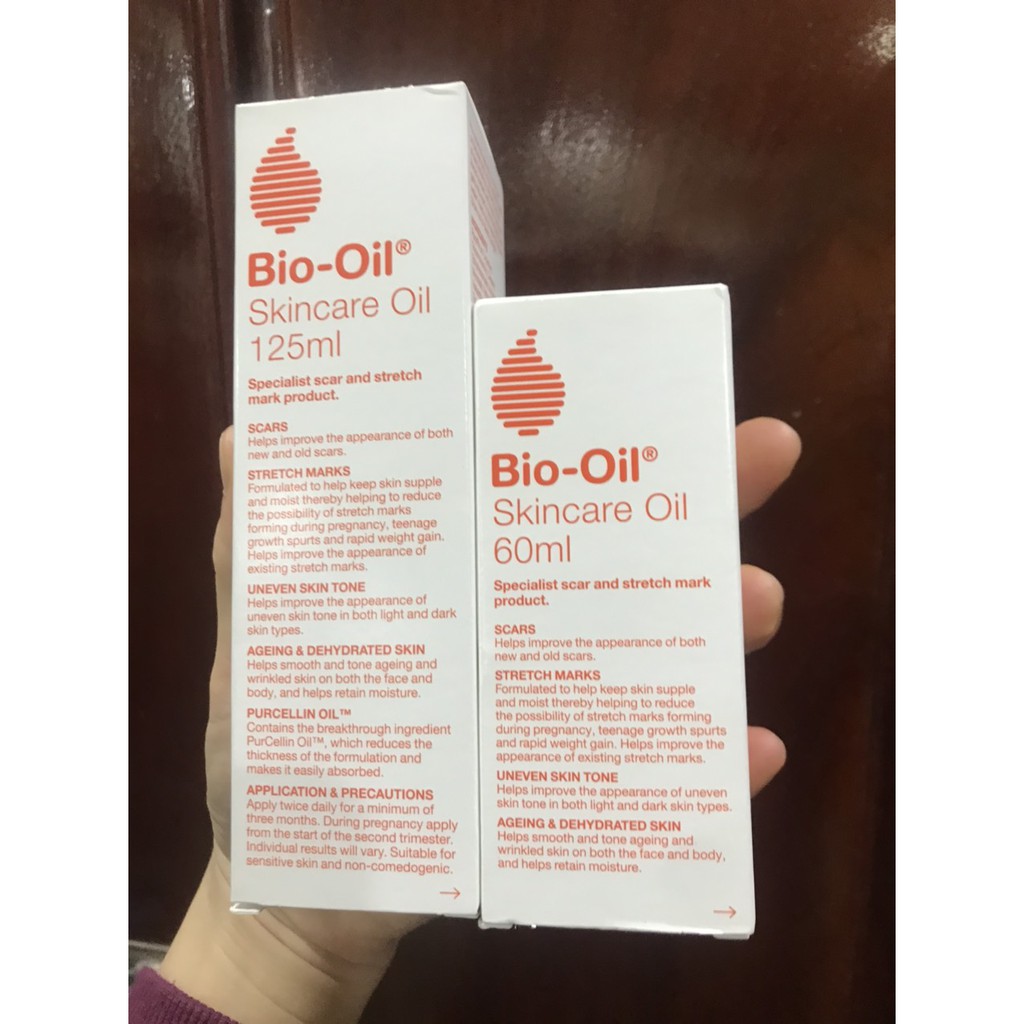 Bio-Oil®
Skincare Oil
125ml
Specialist scar and stretch
mark product.
SCARS
Helps improve the appearance of both
new and old scars.
STRETCH MARKS
Formulated to help keep skin supple
and moist thereby helping to reduce
the possibility of stretch marks
forming during pregnancy, teenage
growth spurts and rapid weight gain.
Helps improve the appearance of
existing stretch marks.
UNEVEN SKIN TONE
Helps improve the appearance of
uneven skin tone in both light and dark
skin types.
AGEING & DEHYDRATED SKIN
Helps smooth and tone ageing and
wrinkled skin on both the face and
body, and helps retain moisture.
PURCELLIN OIL™
Contains the breakthrough ingredient
PurCellin Oil™, which reduces the
thickness of the formulation and
makes it easily absorbed.
APPLICATION & PRECAUTIONS
Apply twice daily for a minimum of
three months. During pregnancy apply
from the start of the second trimester.
Individual results will vary. Suitable for
sensitive skin and non-comedogenic.
Bio-Oil®
Skincare Oil
60ml
Specialist scar and stretch mark
product.
SCARS
Helps improve the appearance of both
new and old scars.
STRETCH MARKS
Formulated to help keep skin supple
and moist thereby helping to reduce
the possibility of stretch marks forming
during pregnancy, teenage growth spurts
and rapid weight gain. Helps improve the
appearance of existing stretch marks.
UNEVEN SKIN TONE
Helps improve the appearance of uneven
skin tone in both light and dark skin types.
AGEING & DEHYDRATED SKIN
Helps smooth and tone ageing and
wrinkled skin on both the face and body,
and helps retain moisture.